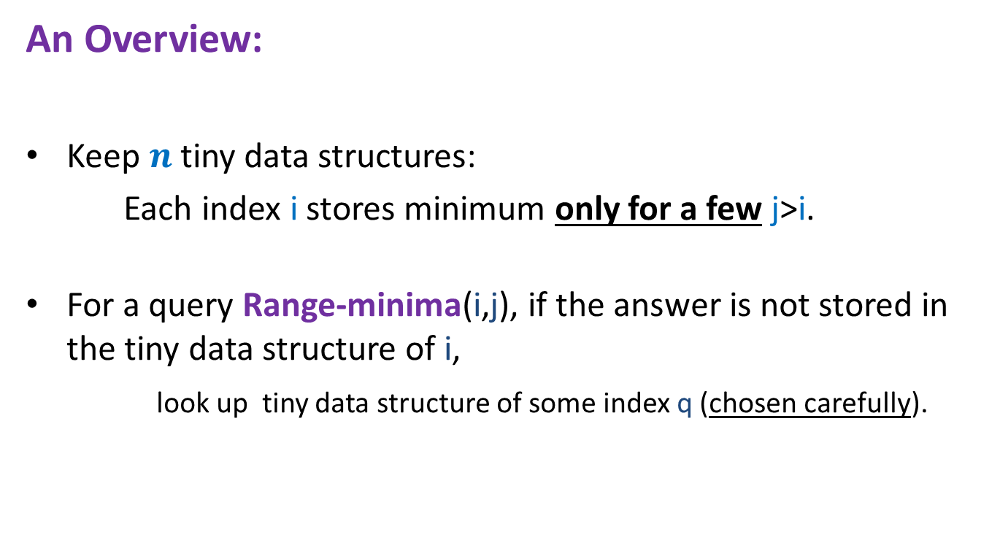 An Overview:
• Keep n tiny data structures:
Each index i stores minimum only for a few j>i.
• For a query Range-minima(i,j), if the answer is not stored in
the tiny data structure of i,
look up tiny data structure of some index q (chosen carefully).